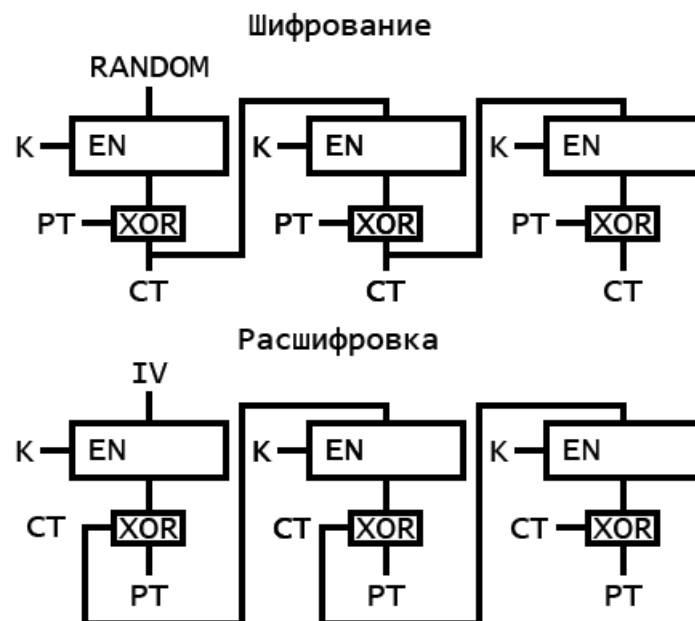 Шифрование
RANDOM
K EN K EN K EN
PT XOR PT XOR PT XOR
CT CT CT
Расшифровка
IV
K EN K EN K EN
CT XOR CT XOR CT XOR
PT PT PT